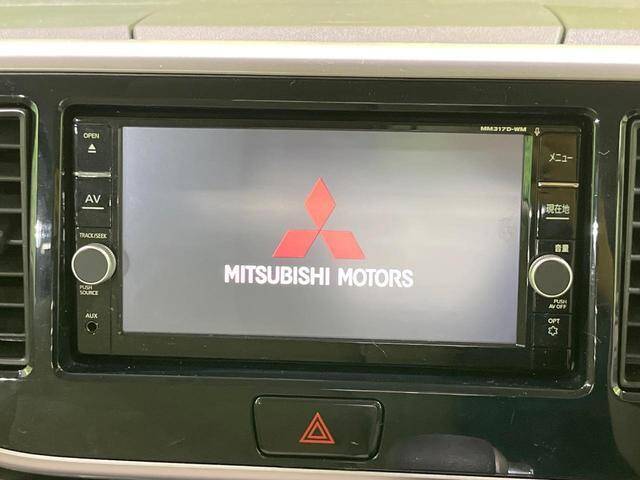 MM317D-WM
OPEN
AV
TRACK/SEEK
PUSH
SOURCE
AUX
MITSUBISHI MOTORS
メニュー
現在地
音量
PUSH
AV OFF
OPT